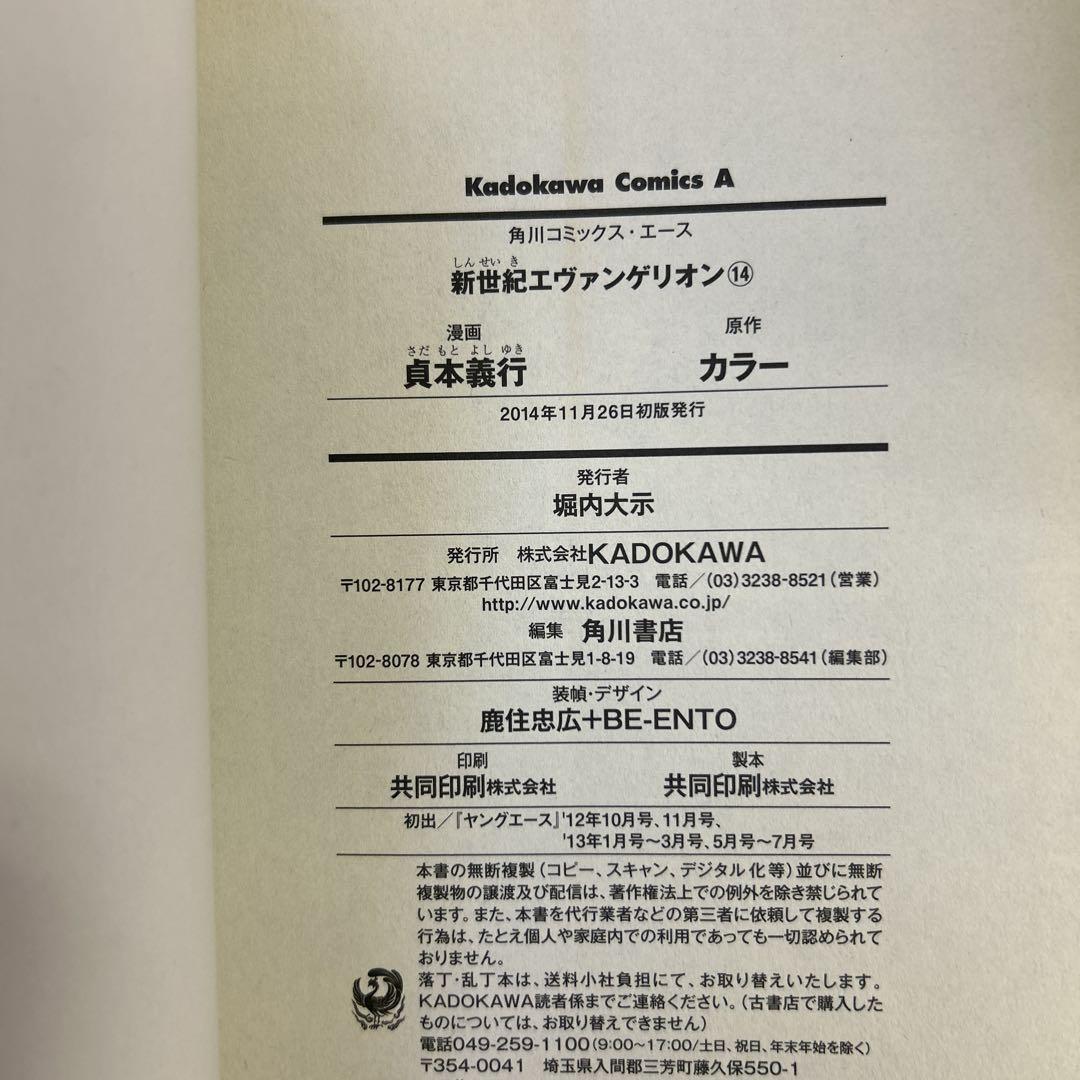 Kadokawa Comics A
角川コミックス・エース
しん せい き
新世紀エヴァンゲリオン⑭
漫画
原作
さだ もと よし ゆき
貞本義行
カラー
2014年11月26日初版発行
発行者
堀内大示
発行所 株式会社KADOKAWA
〒102-8177 東京都千代田区富士見2-13-3 電話/(03)3238-8521(営業)
http://www.kadokawa.co.jp/
編集 角川書店
〒102-8078 東京都千代田区富士見1-8-19 電話/(03)3238-8541(編集部)
装幀・デザイン
鹿住忠広+BE-ENTO
印刷
製本
共同印刷株式会社
共同印刷株式会社
初出/『ヤングエース』'12年10月号、11月号、
'13年1月号〜3月号、5月号〜7月号
本書の無断複製(コピー、スキャン、デジタル化等)並びに無断
複製物の譲渡及び配信は、著作権法上での例外を除き禁じられて
います。また、本書を代行業者などの第三者に依頼して複製する
行為は、たとえ個人や家庭内での利用であっても一切認められて
おりません。
落丁・乱丁本は、送料小社負担にて、お取り替えいたします。
KADOKAWA読者係までご連絡ください。(古書店で購入した
ものについては、お取り替えできません)
電話049-259-1100(9:00〜17:00/土日、祝日、年末年始を除く)
〒354-0041 埼玉県入間郡三芳町藤久保550-1